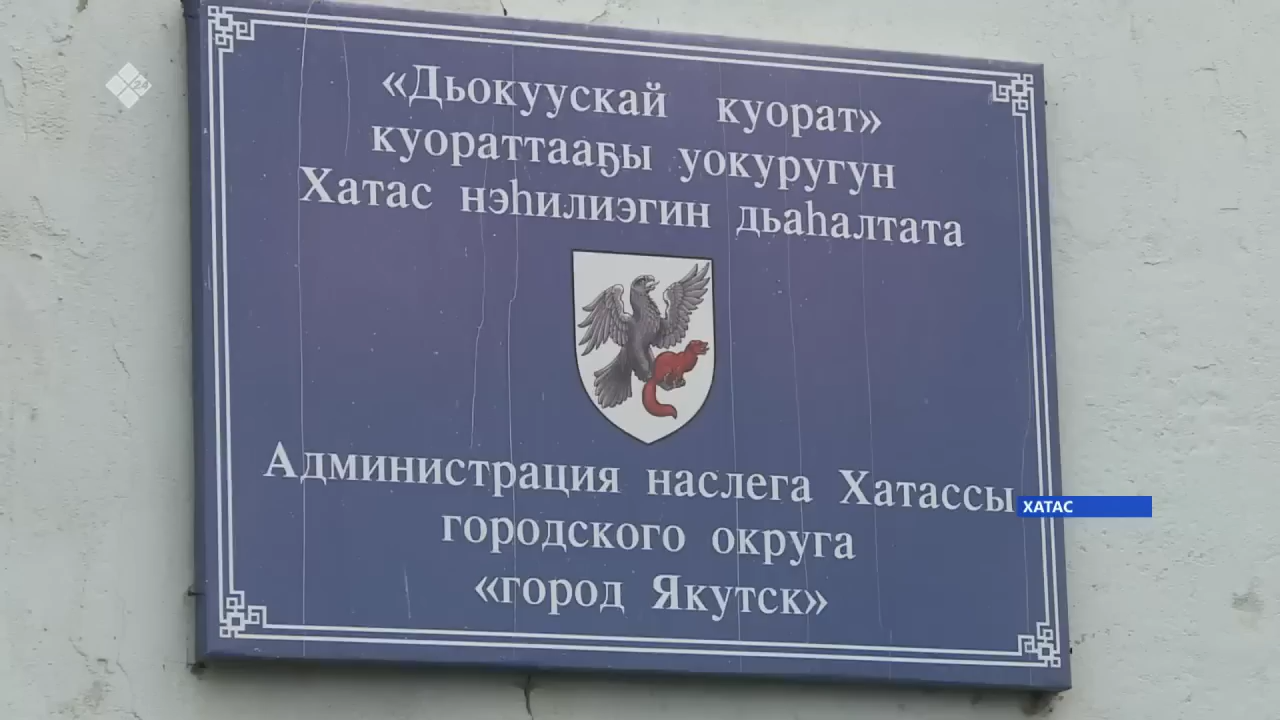 «Дьокуускай куорат»
куораттааҕы уокуругун
Хатас нэһилиэгин дьаһалтата
Администрация наслега Хатассы
городского округа
«город Якутск»
ХАТАС